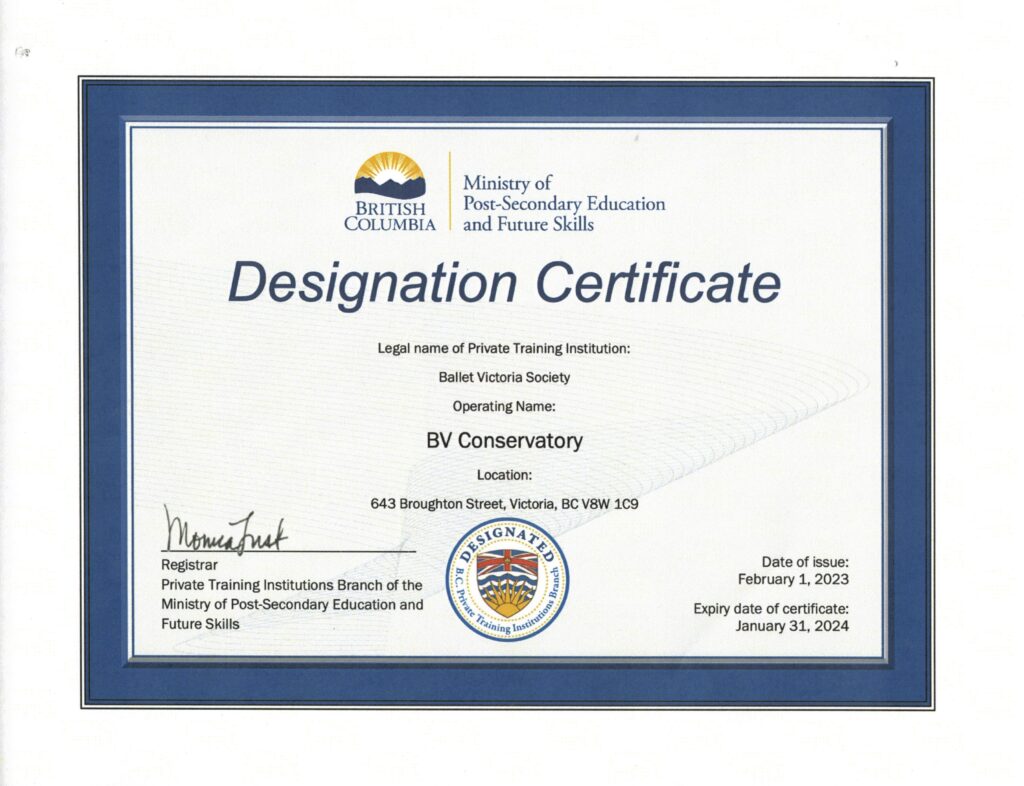 BRITISH
COLUMBIA
Ministry of
Post-Secondary Education
and Future Skills
Designation Certificate
Legal name of Private Training Institution:
Ballet Victoria Society
Operating Name:
BV Conservatory
Location:
643 Broughton Street, Victoria, BC V8W 1C9
Registrar
Private Training Institutions Branch of the
Ministry of Post-Secondary Education and
Future Skills
DESIGNATED
B.C. Private Training Institutions Branch
Date of issue:
February 1, 2023
Expiry date of certificate:
January 31, 2024